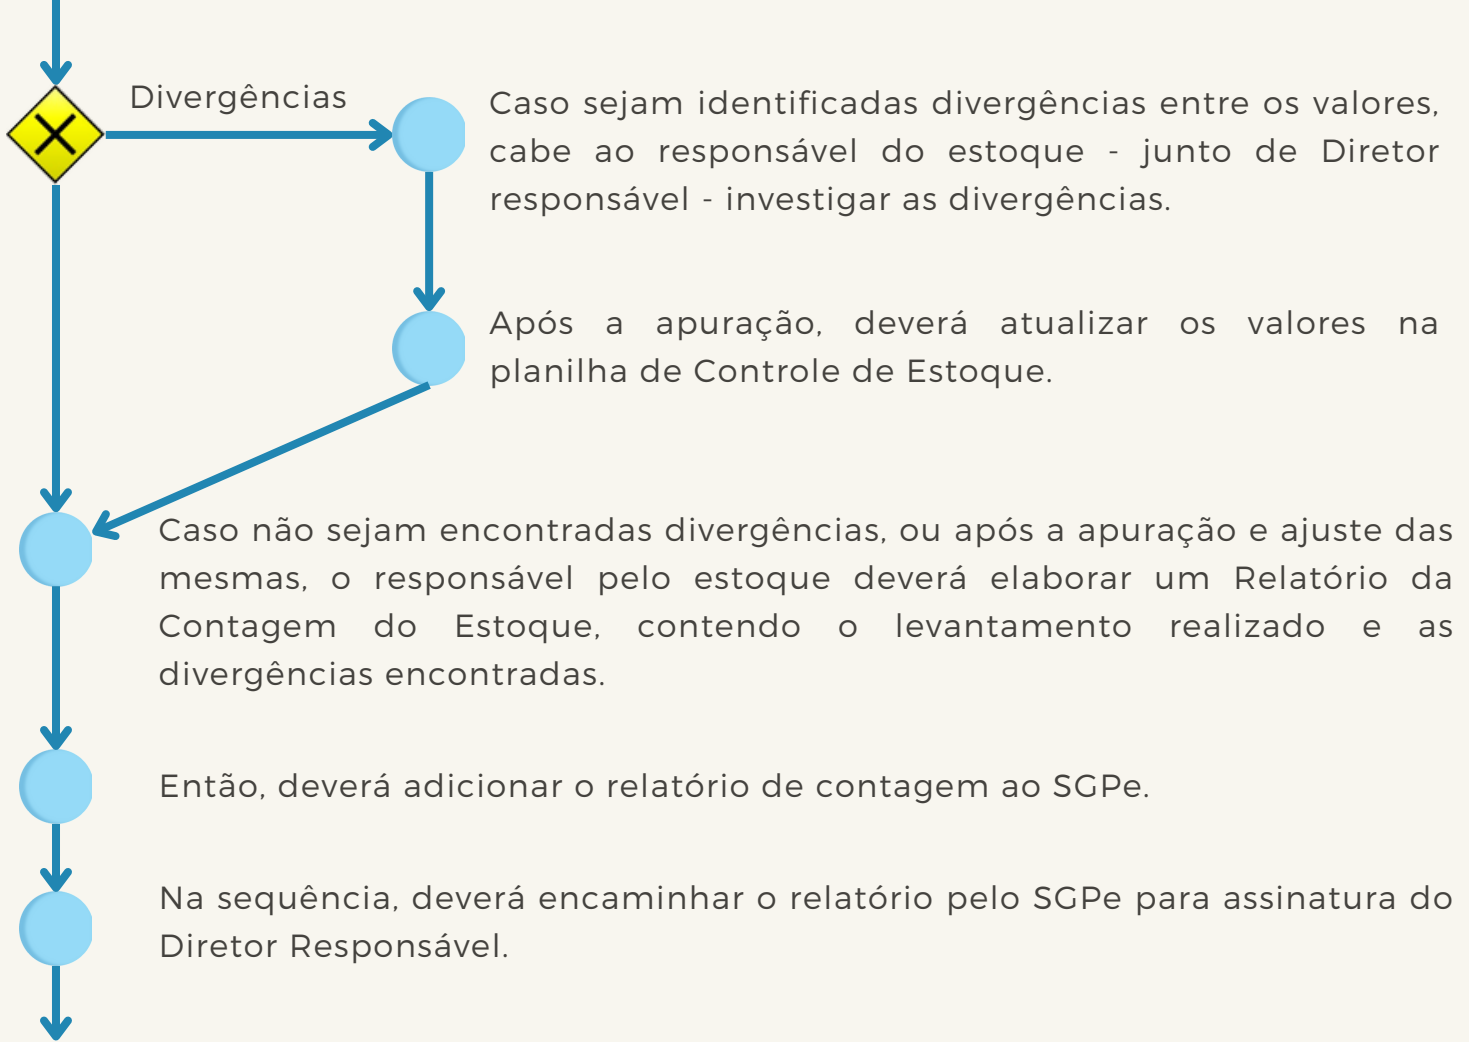 Divergências
Caso sejam identificadas divergências entre os valores,
cabe ao responsável do estoque - junto de Diretor
responsável - investigar as divergências.
Após a apuração, deverá atualizar os valores na
planilha de Controle de Estoque.
Caso não sejam encontradas divergências, ou após a apuração e ajuste das
mesmas, o responsável pelo estoque deverá elaborar um Relatório da
Contagem do Estoque, contendo o levantamento realizado e as
divergências encontradas.
Então, deverá adicionar o relatório de contagem ao SGPe.
Na sequência, deverá encaminhar o relatório pelo SGPe para assinatura do
Diretor Responsável.